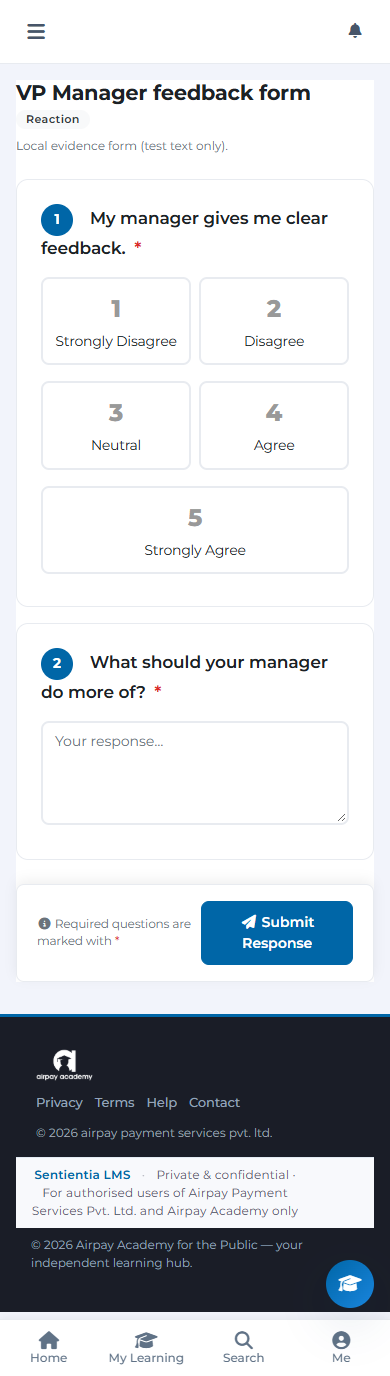 VP Manager feedback form
Reaction
Local evidence form (test text only).
1 My manager gives me clear
feedback. *
1
Strongly Disagree
2
Disagree
3
Neutral
4
Agree
5
Strongly Agree
2 What should your manager
do more of? *
Your response...
Required questions are
marked with *
Submit
Response
airpay academy
Privacy Terms Help Contact
© 2026 airpay payment services pvt. ltd.
Sentientia LMS · Private & confidential ·
For authorised users of Airpay Payment
Services Pvt. Ltd. and Airpay Academy only
© 2026 Airpay Academy for the Public — your
independent learning hub.
Home My Learning Search Me